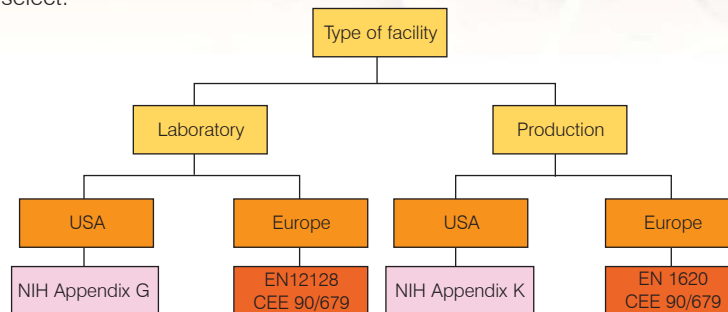 select.
Type of facility
Laboratory
Production
USA
Europe
USA
Europe
NIH Appendix G
EN12128
CEE 90/679
NIH Appendix K
EN 1620
CEE 90/679